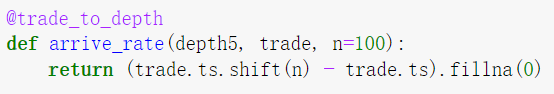 @trade_to_depth
def arrive_rate(depth5, trade, n=100):
    return (trade.ts.shift(n) - trade.ts).fillna(0)